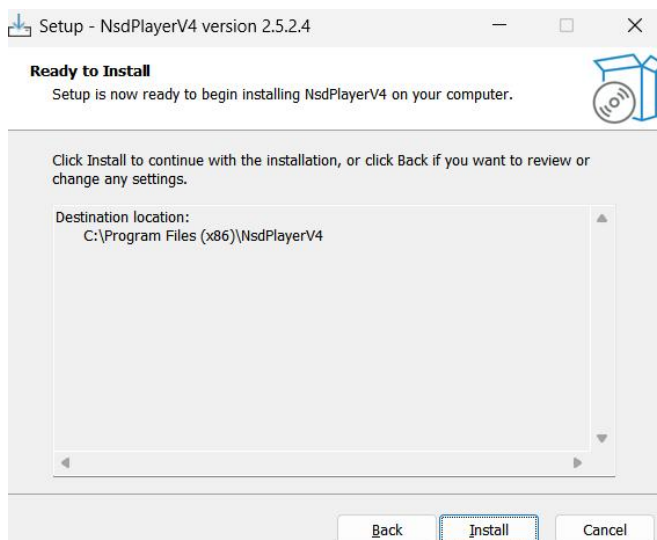 Setup - NsdPlayerV4 version 2.5.2.4
Ready to Install
Setup is now ready to begin installing NsdPlayerV4 on your computer.
Click Install to continue with the installation, or click Back if you want to review or
change any settings.
Destination location:
C:\Program Files (x86)\NsdPlayerV4
Back Install Cancel